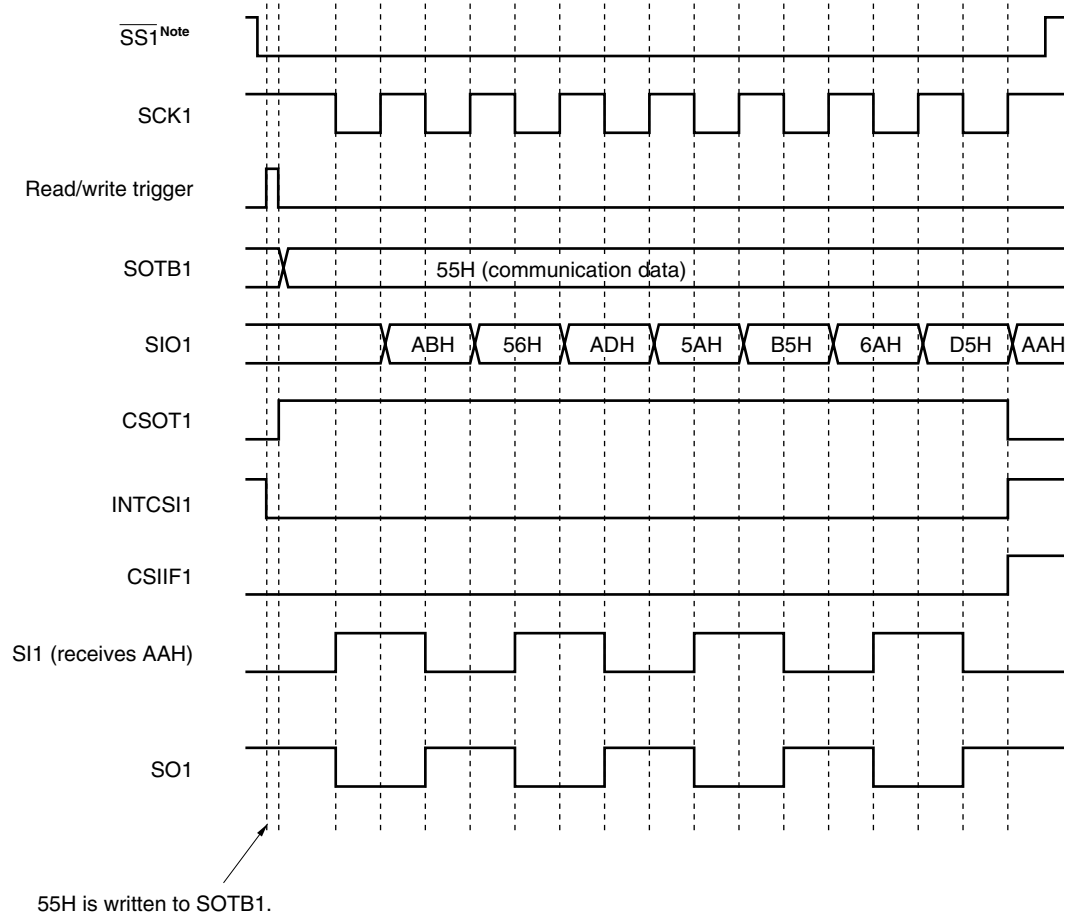 SS1Note
SCK1
Read/write trigger
SOTB1
55H (communication data)
SIO1
ABH 56H ADH 5AH B5H 6AH D5H AAH
CSOT1
INTCSI1
CSIIF1
SI1 (receives AAH)
SO1
55H is written to SOTB1.